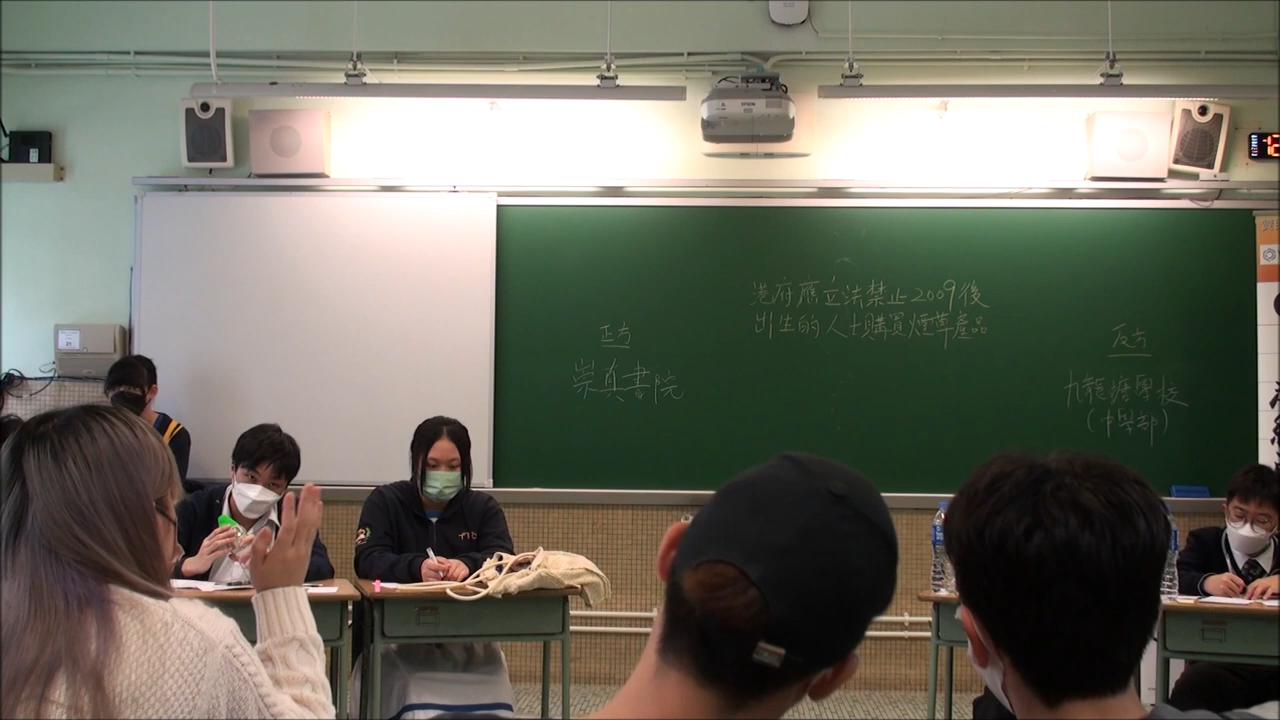 港府應立法禁止2009後
出生的人士購買煙草產品
正方
崇真書院
反方
九龍塘學校
(中學部)
EPSON